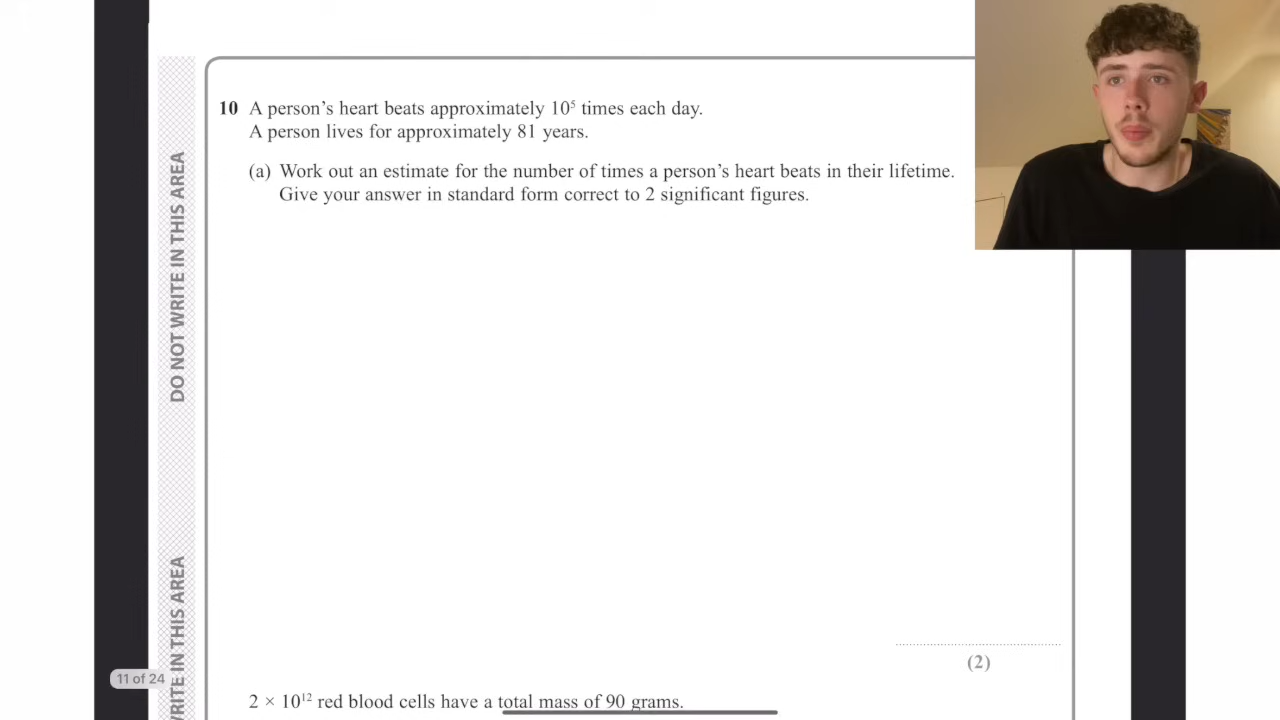 10 A person's heart beats approximately 10⁵ times each day.
A person lives for approximately 81 years.
(a) Work out an estimate for the number of times a person's heart beats in their lifetime.
Give your answer in standard form correct to 2 significant figures.
DO NOT WRITE IN THIS AREA
(2)
WRITE IN THIS AREA
11 of 24
2 × 10¹² red blood cells have a total mass of 90 grams.